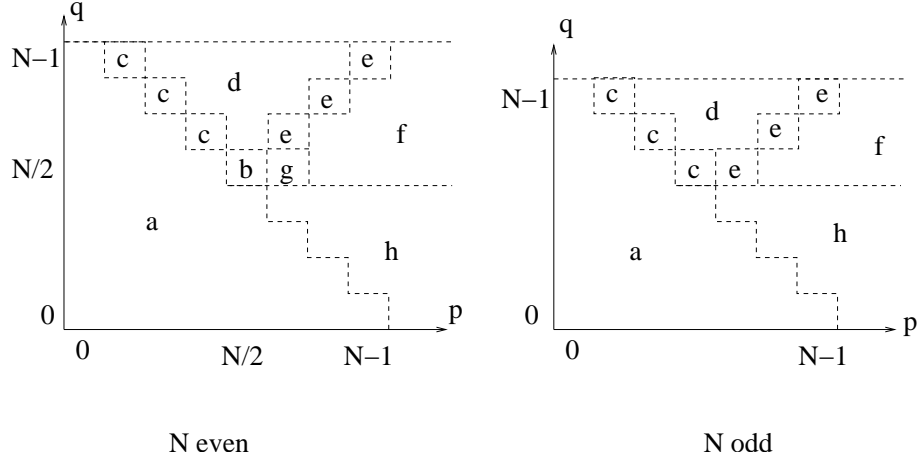 q
q
N−1 c d e
c e
c e f
N/2 b g
a h
0 p
0 N/2 N−1
N−1 c d e
c e f
c e
a h
0 p
0 N−1
N even N odd